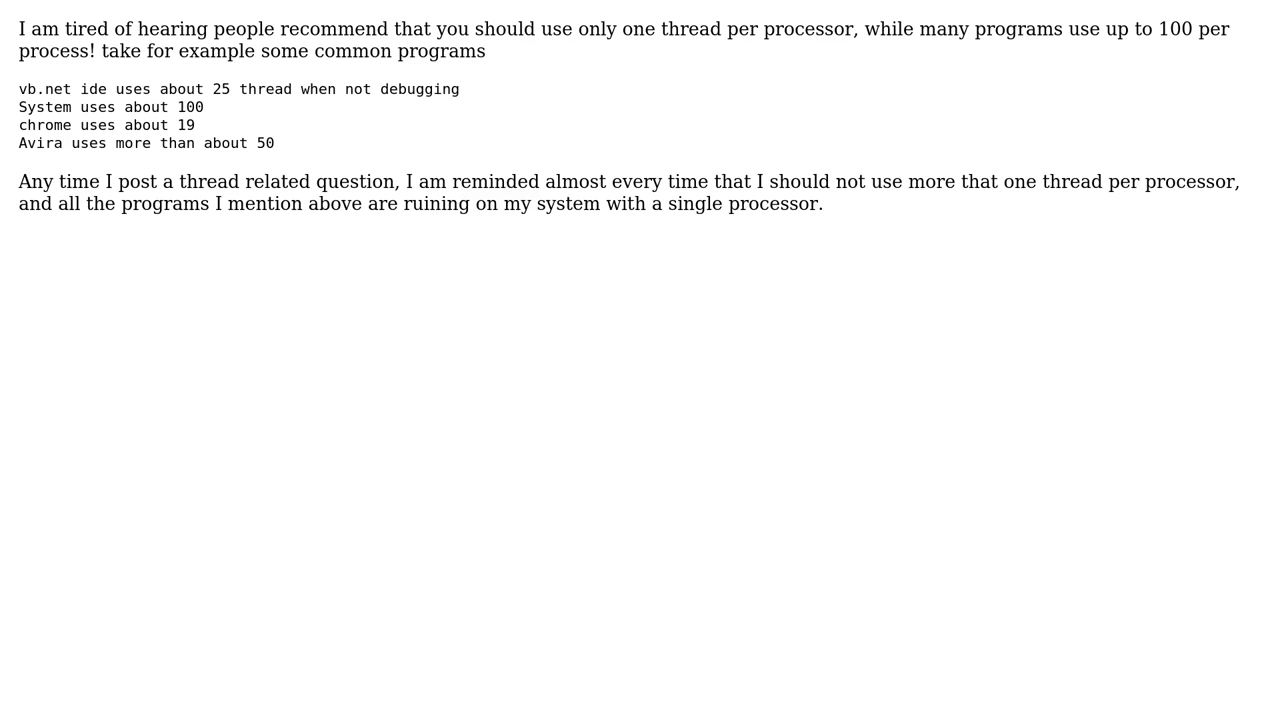 I am tired of hearing people recommend that you should use only one thread per processor, while many programs use up to 100 per
process! take for example some common programs
vb.net ide uses about 25 thread when not debugging
System uses about 100
chrome uses about 19
Avira uses more than about 50
Any time I post a thread related question, I am reminded almost every time that I should not use more that one thread per processor,
and all the programs I mention above are ruining on my system with a single processor.